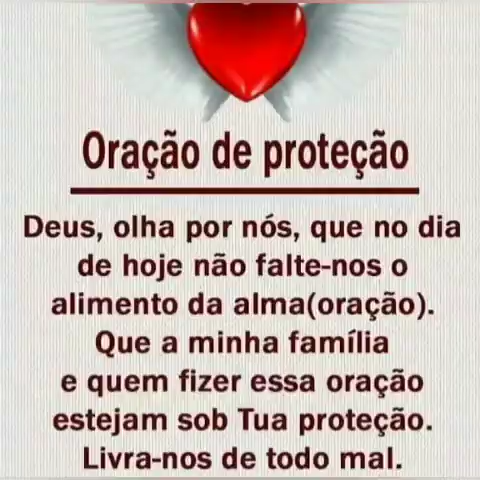 Oração de proteção
Deus, olha por nós, que no dia
de hoje não falte-nos o
alimento da alma(oração).
Que a minha família
e quem fizer essa oração
estejam sob Tua proteção.
Livra-nos de todo mal.